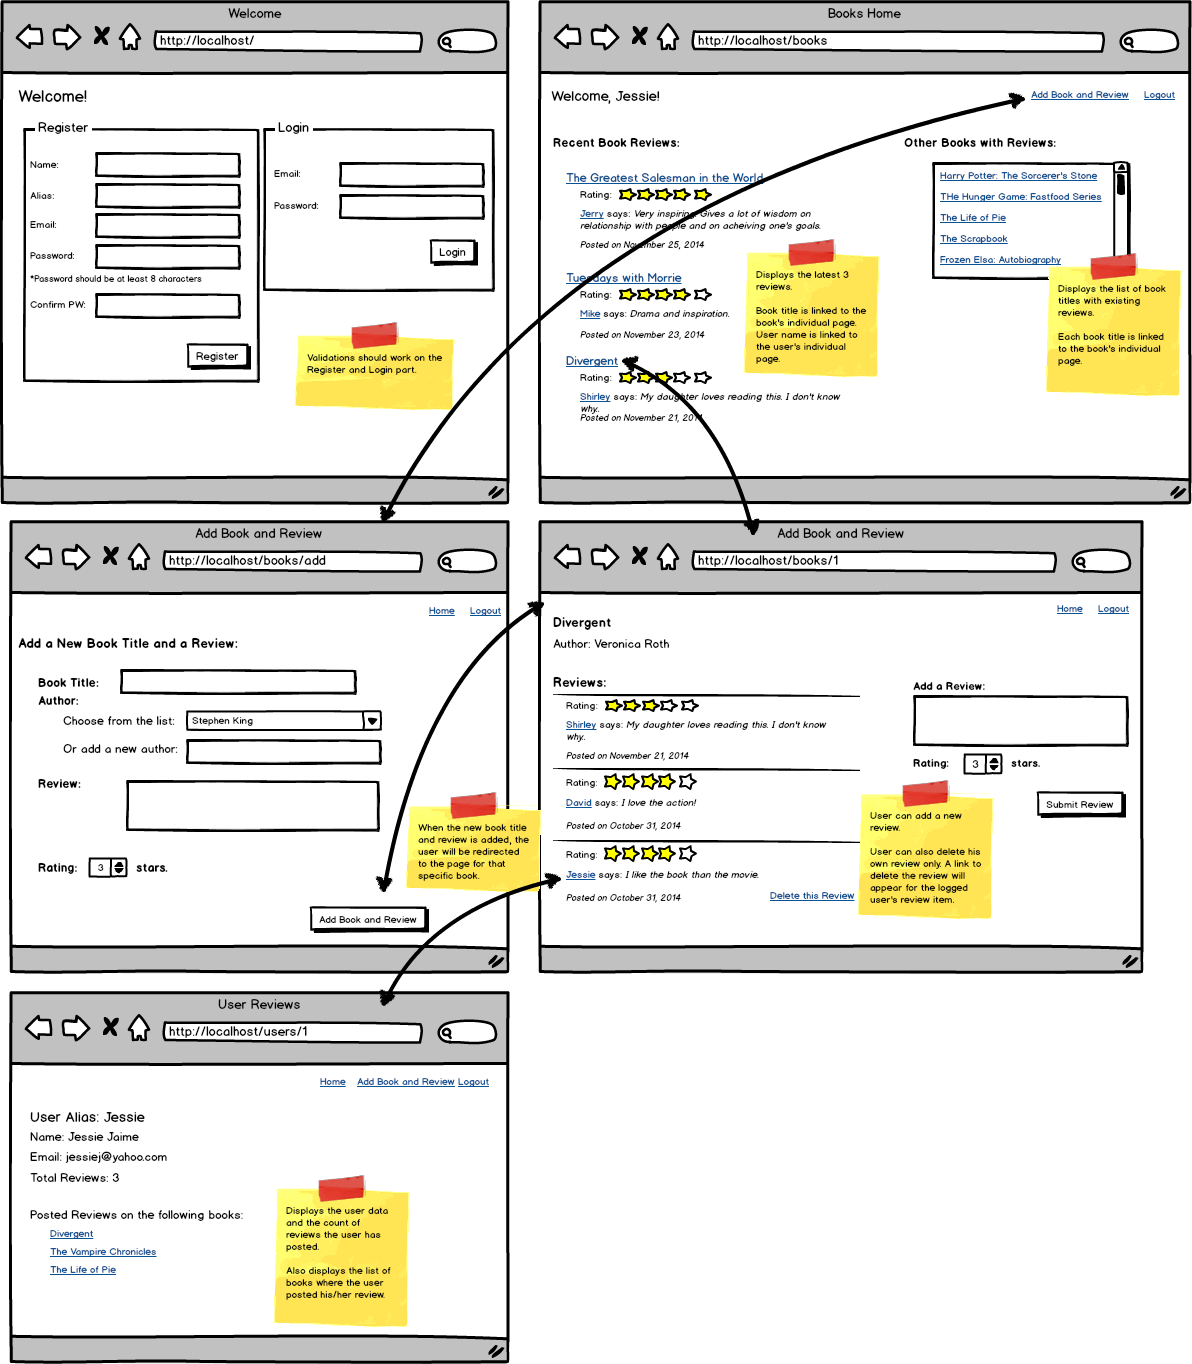 Welcome
http://localhost/
Welcome!
Register
Name:
Alias:
Email:
Password:
*Password should be at least 8 characters
Confirm PW:
Register
Login
Email:
Password:
Login
Validations should work on the
Register and Login part.
Books Home
http://localhost/books
Welcome, Jessie!
Add Book and Review
Logout
Recent Book Reviews:
The Greatest Salesman in the World
Rating:
Jerry says: Very inspiring. Gives a lot of wisdom on
relationship with people and on acheiving one's goals.
Posted on November 25, 2014
Tuesdays with Morrie
Rating:
Mike says: Drama and inspiration.
Posted on November 23, 2014
Divergent
Rating:
Shirley says: My daughter loves reading this. I don't know
why.
Posted on November 21, 2014
Displays the latest 3
reviews.
Book title is linked to the
book's individual page.
User name is linked to
the user's individual
page.
Other Books with Reviews:
Harry Potter: The Sorcerer's Stone
THe Hunger Game: Fastfood Series
The Life of Pie
The Scrapbook
Frozen Elsa: Autobiography
Displays the list of book
titles with existing
reviews.
Each book title is linked
to the book's individual
page.
Add Book and Review
http://localhost/books/add
Home
Logout
Add a New Book Title and a Review:
Book Title:
Author:
Choose from the list:
Stephen King
Or add a new author:
Review:
Rating:
3
stars.
Add Book and Review
When the new book title
and review is added, the
user will be redirected
to the page for that
specific book.
Add Book and Review
http://localhost/books/1
Home
Logout
Divergent
Author: Veronica Roth
Reviews:
Rating:
Shirley says: My daughter loves reading this. I don't know
why.
Posted on November 21, 2014
Rating:
David says: I love the action!
Posted on October 31, 2014
Rating:
Jessie says: I like the book than the movie.
Posted on October 31, 2014
Delete this Review
Add a Review:
Rating:
3
stars.
Submit Review
User can add a new
review.
User can also delete his
own review only. A link to
delete the review will
appear for the logged
user's review item.
User Reviews
http://localhost/users/1
Home
Add Book and Review
Logout
User Alias: Jessie
Name: Jessie Jaime
Email: jessiej@yahoo.com
Total Reviews: 3
Posted Reviews on the following books:
Divergent
The Vampire Chronicles
The Life of Pie
Displays the user data
and the count of
reviews the user has
posted.
Also displays the list of
books where the user
posted his/her review.